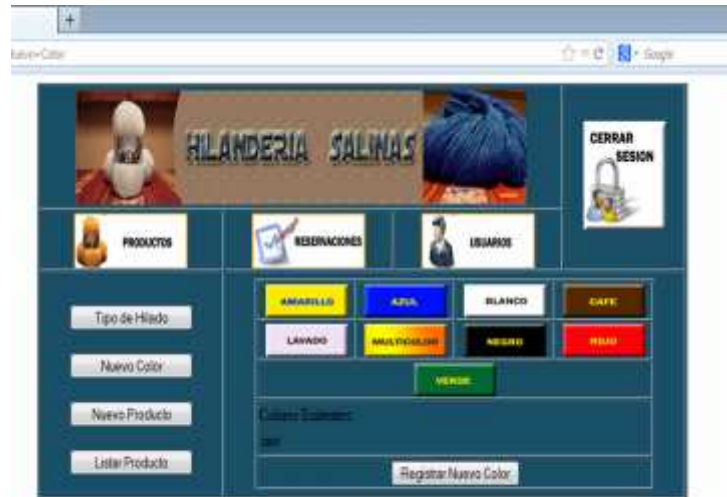 +
Google
HILANDERIA SALINAS
CERRAR
SESION
PRODUCTOS
RESERVACIONES
USUARIOS
Tipo de Hilado
Nuevo Color
Nuevo Producto
Listar Producto
AMARILLO AZUL BLANCO CAFE
LAVADO MULTICOLOR NEGRO ROJO
VERDE
Registrar Nuevo Color